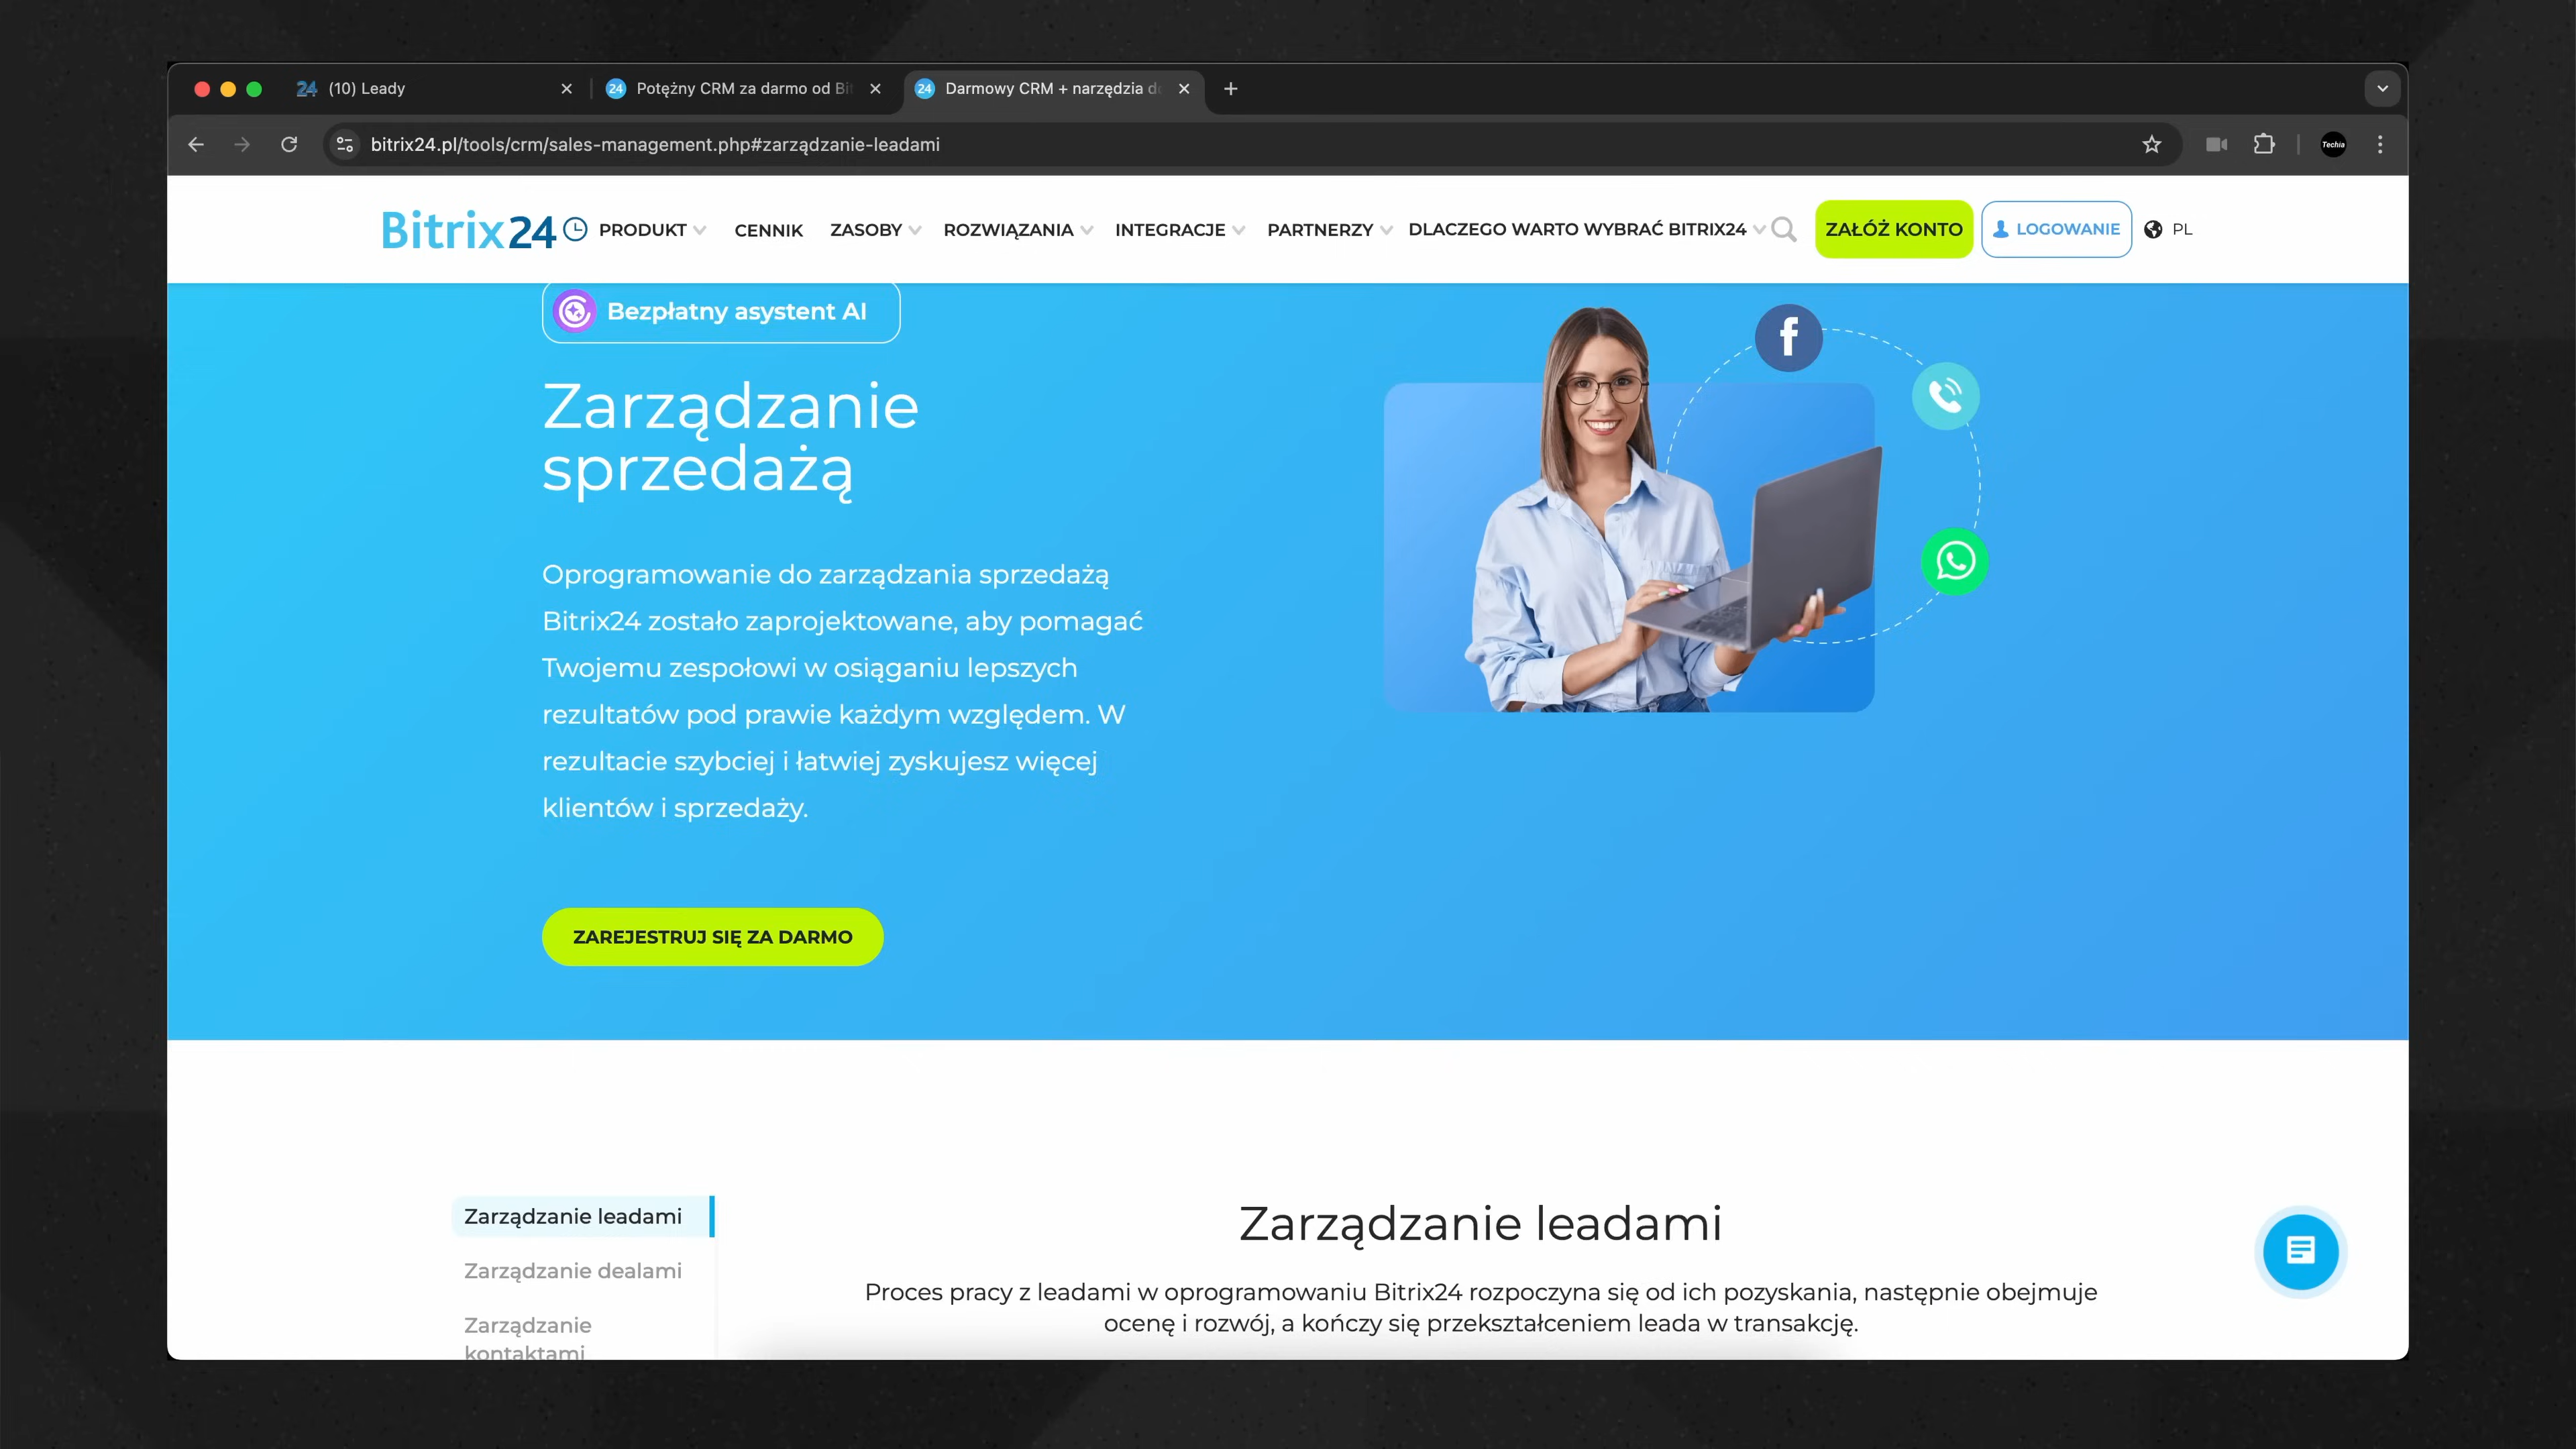 24 (10) Leady
24 Potężny CRM za darmo od Bit
24 Darmowy CRM + narzędzia d
bitrix24.pl/tools/crm/sales-management.php#zarządzanie-leadami
Techia
Bitrix24
PRODUKT
CENNIK
ZASOBY
ROZWIĄZANIA
INTEGRACJE
PARTNERZY
DLACZEGO WARTO WYBRAĆ BITRIX24
ZAŁÓŻ KONTO
LOGOWANIE
PL
Bezpłatny asystent AI
Zarządzanie
sprzedażą
Oprogramowanie do zarządzania sprzedażą
Bitrix24 zostało zaprojektowane, aby pomagać
Twojemu zespołowi w osiąganiu lepszych
rezultatów pod prawie każdym względem. W
rezultacie szybciej i łatwiej zyskujesz więcej
klientów i sprzedaży.
ZAREJESTRUJ SIĘ ZA DARMO
Zarządzanie leadami
Zarządzanie dealami
Zarządzanie
kontaktami
Zarządzanie leadami
Proces pracy z leadami w oprogramowaniu Bitrix24 rozpoczyna się od ich pozyskania, następnie obejmuje
ocenę i rozwój, a kończy się przekształceniem leada w transakcję.